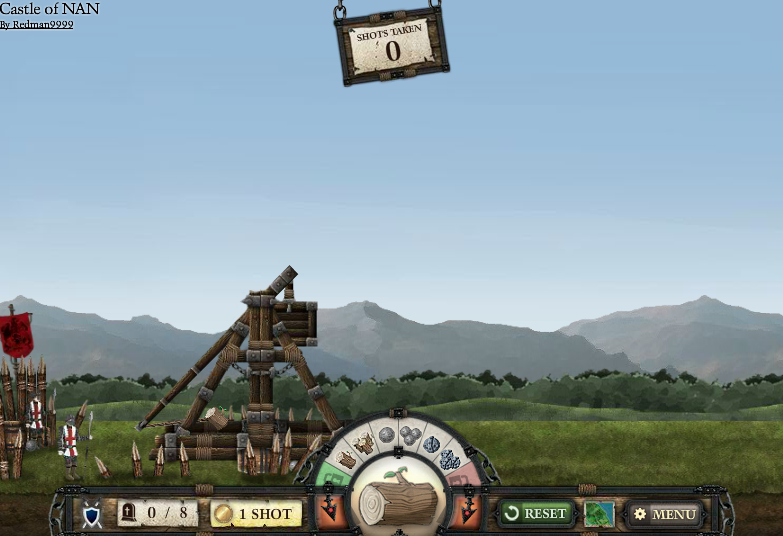 Castle of NAN
By Redman9999
SHOTS TAKEN
0
0 / 8
1 SHOT
RESET
MENU